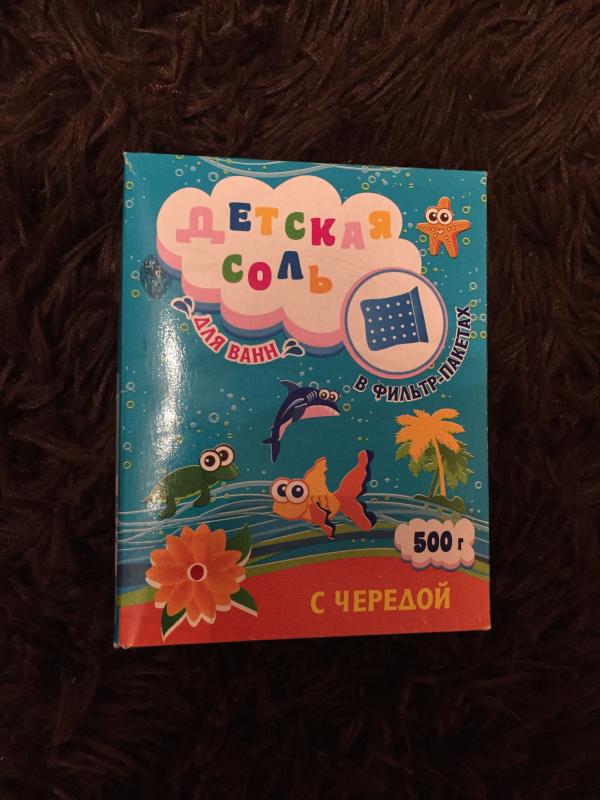 ДЕТСКАЯ
СОЛЬ
ДЛЯ ВАНН
В ФИЛЬТР-ПАКЕТАХ
500 г
С ЧЕРЕДОЙ